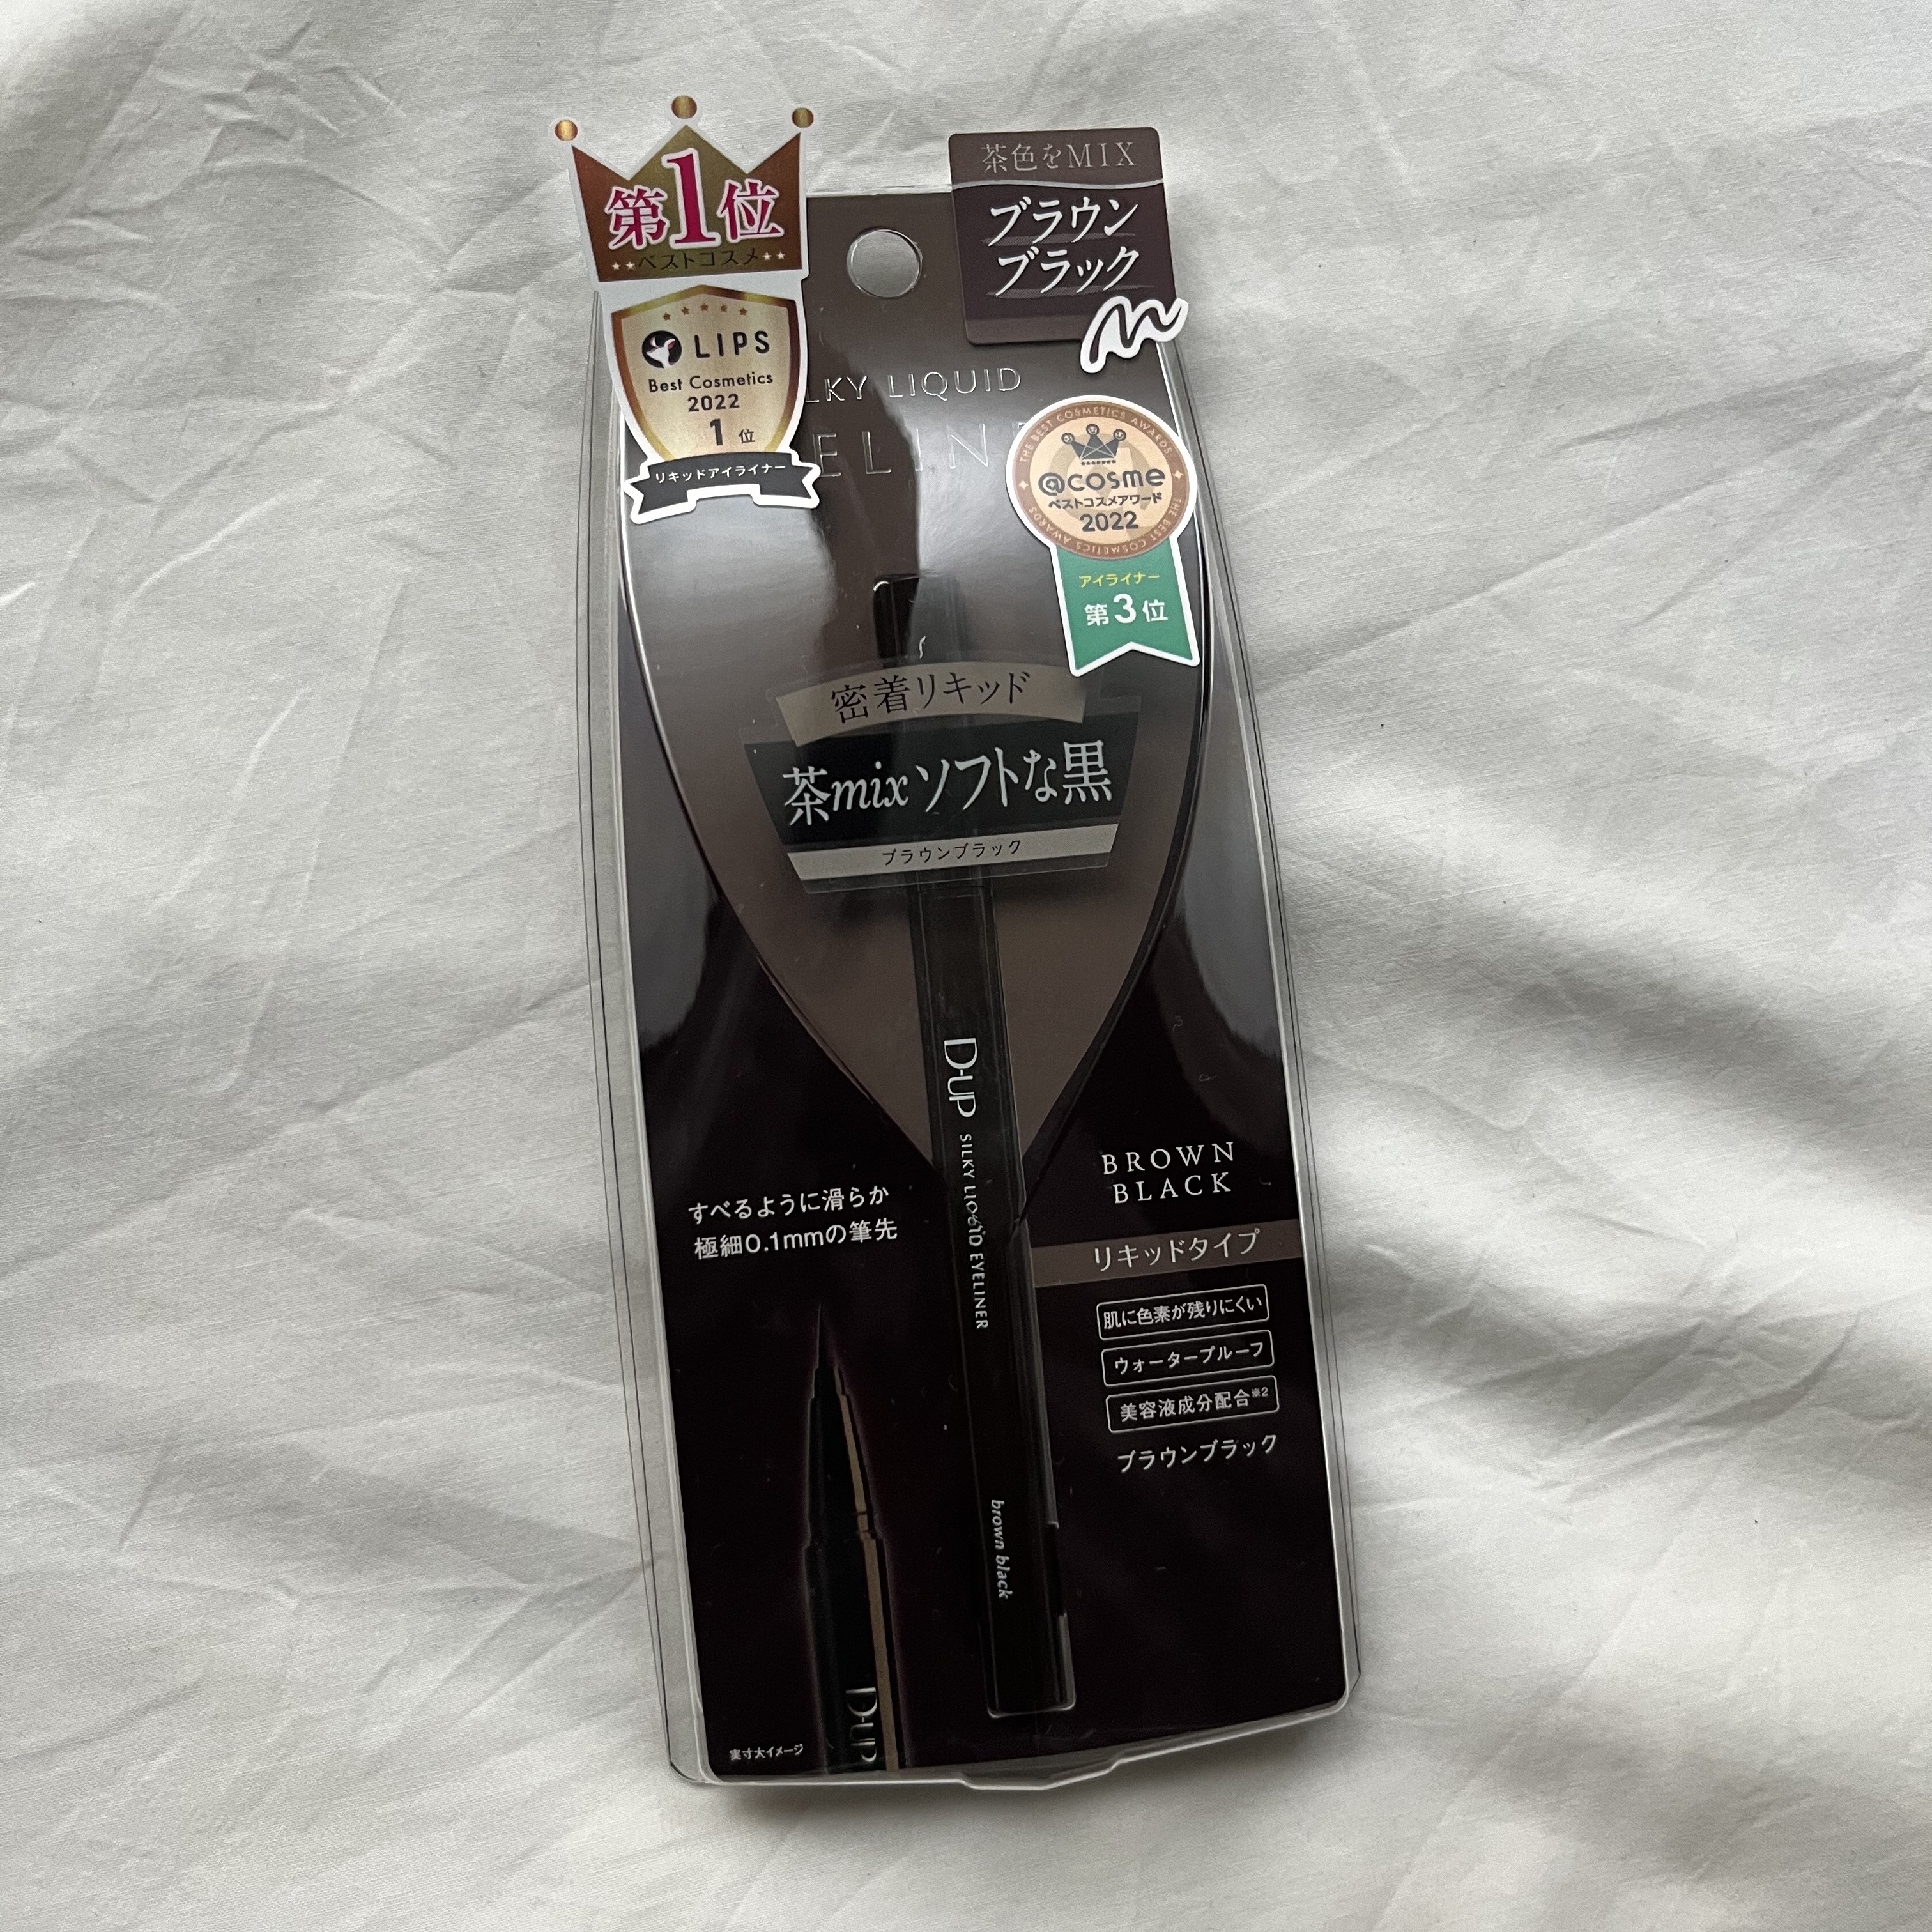 第1位
ベストコスメ
LIPS
Best Cosmetics
2022
1位
リキッドアイライナー
茶色をMIX
ブラウン
ブラック
LKY LIQUID
ELIN
THE BEST COSMETICS AWARDS
@cosme
ベストコスメアワード
2022
THE BEST COSMETICS AWARDS
アイライナー
第3位
密着リキッド
茶mixソフトな黒
ブラウンブラック
D-UP SILKY LIQUID EYELINER
brown black
すべるように滑らか
極細0.1mmの筆先
D-UP
実寸大イメージ
BROWN
BLACK
リキッドタイプ
肌に色素が残りにくい
ウォータープルーフ
美容液成分配合※2
ブラウンブラック